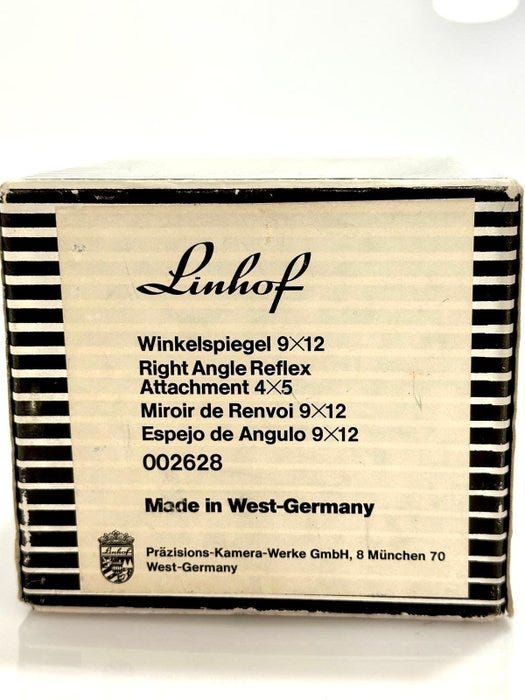 Linhof
Winkelspiegel 9×12
Right Angle Reflex
Attachment 4×5
Miroir de Renvoi 9×12
Espejo de Angulo 9×12
002628
Made in West-Germany
Linhof
Präzisions-Kamera-Werke GmbH, 8 München 70
West-Germany